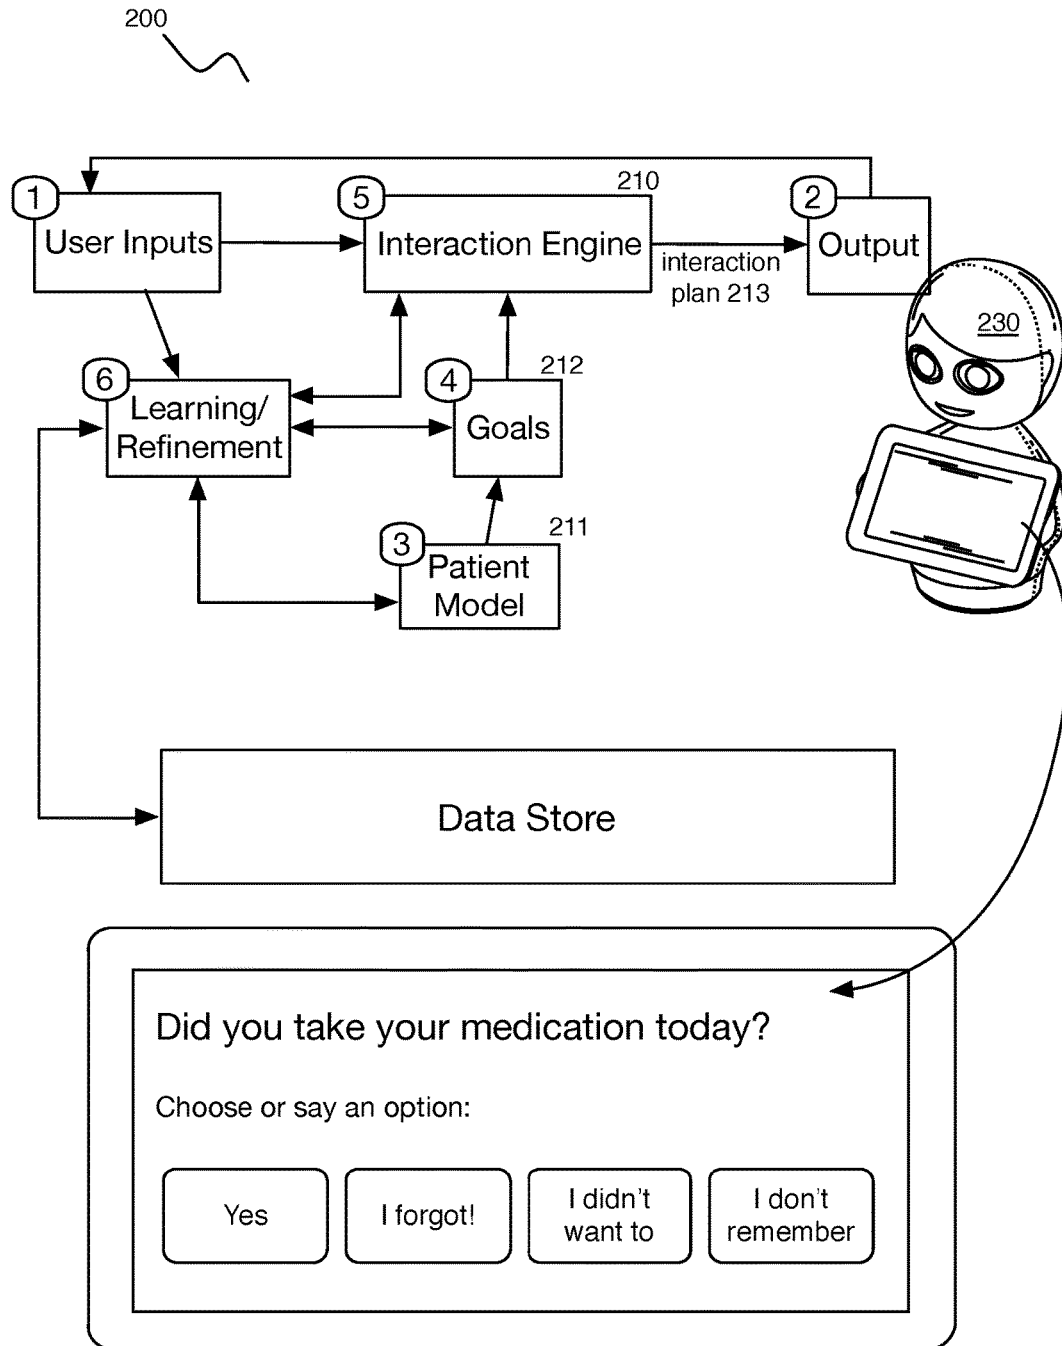 200
1
User Inputs
5
210
Interaction Engine
interaction
plan 213
2
Output
230
6
Learning/
Refinement
4
212
Goals
3
211
Patient
Model
Data Store
Did you take your medication today?
Choose or say an option:
Yes
I forgot!
I didn't
want to
I don't
remember